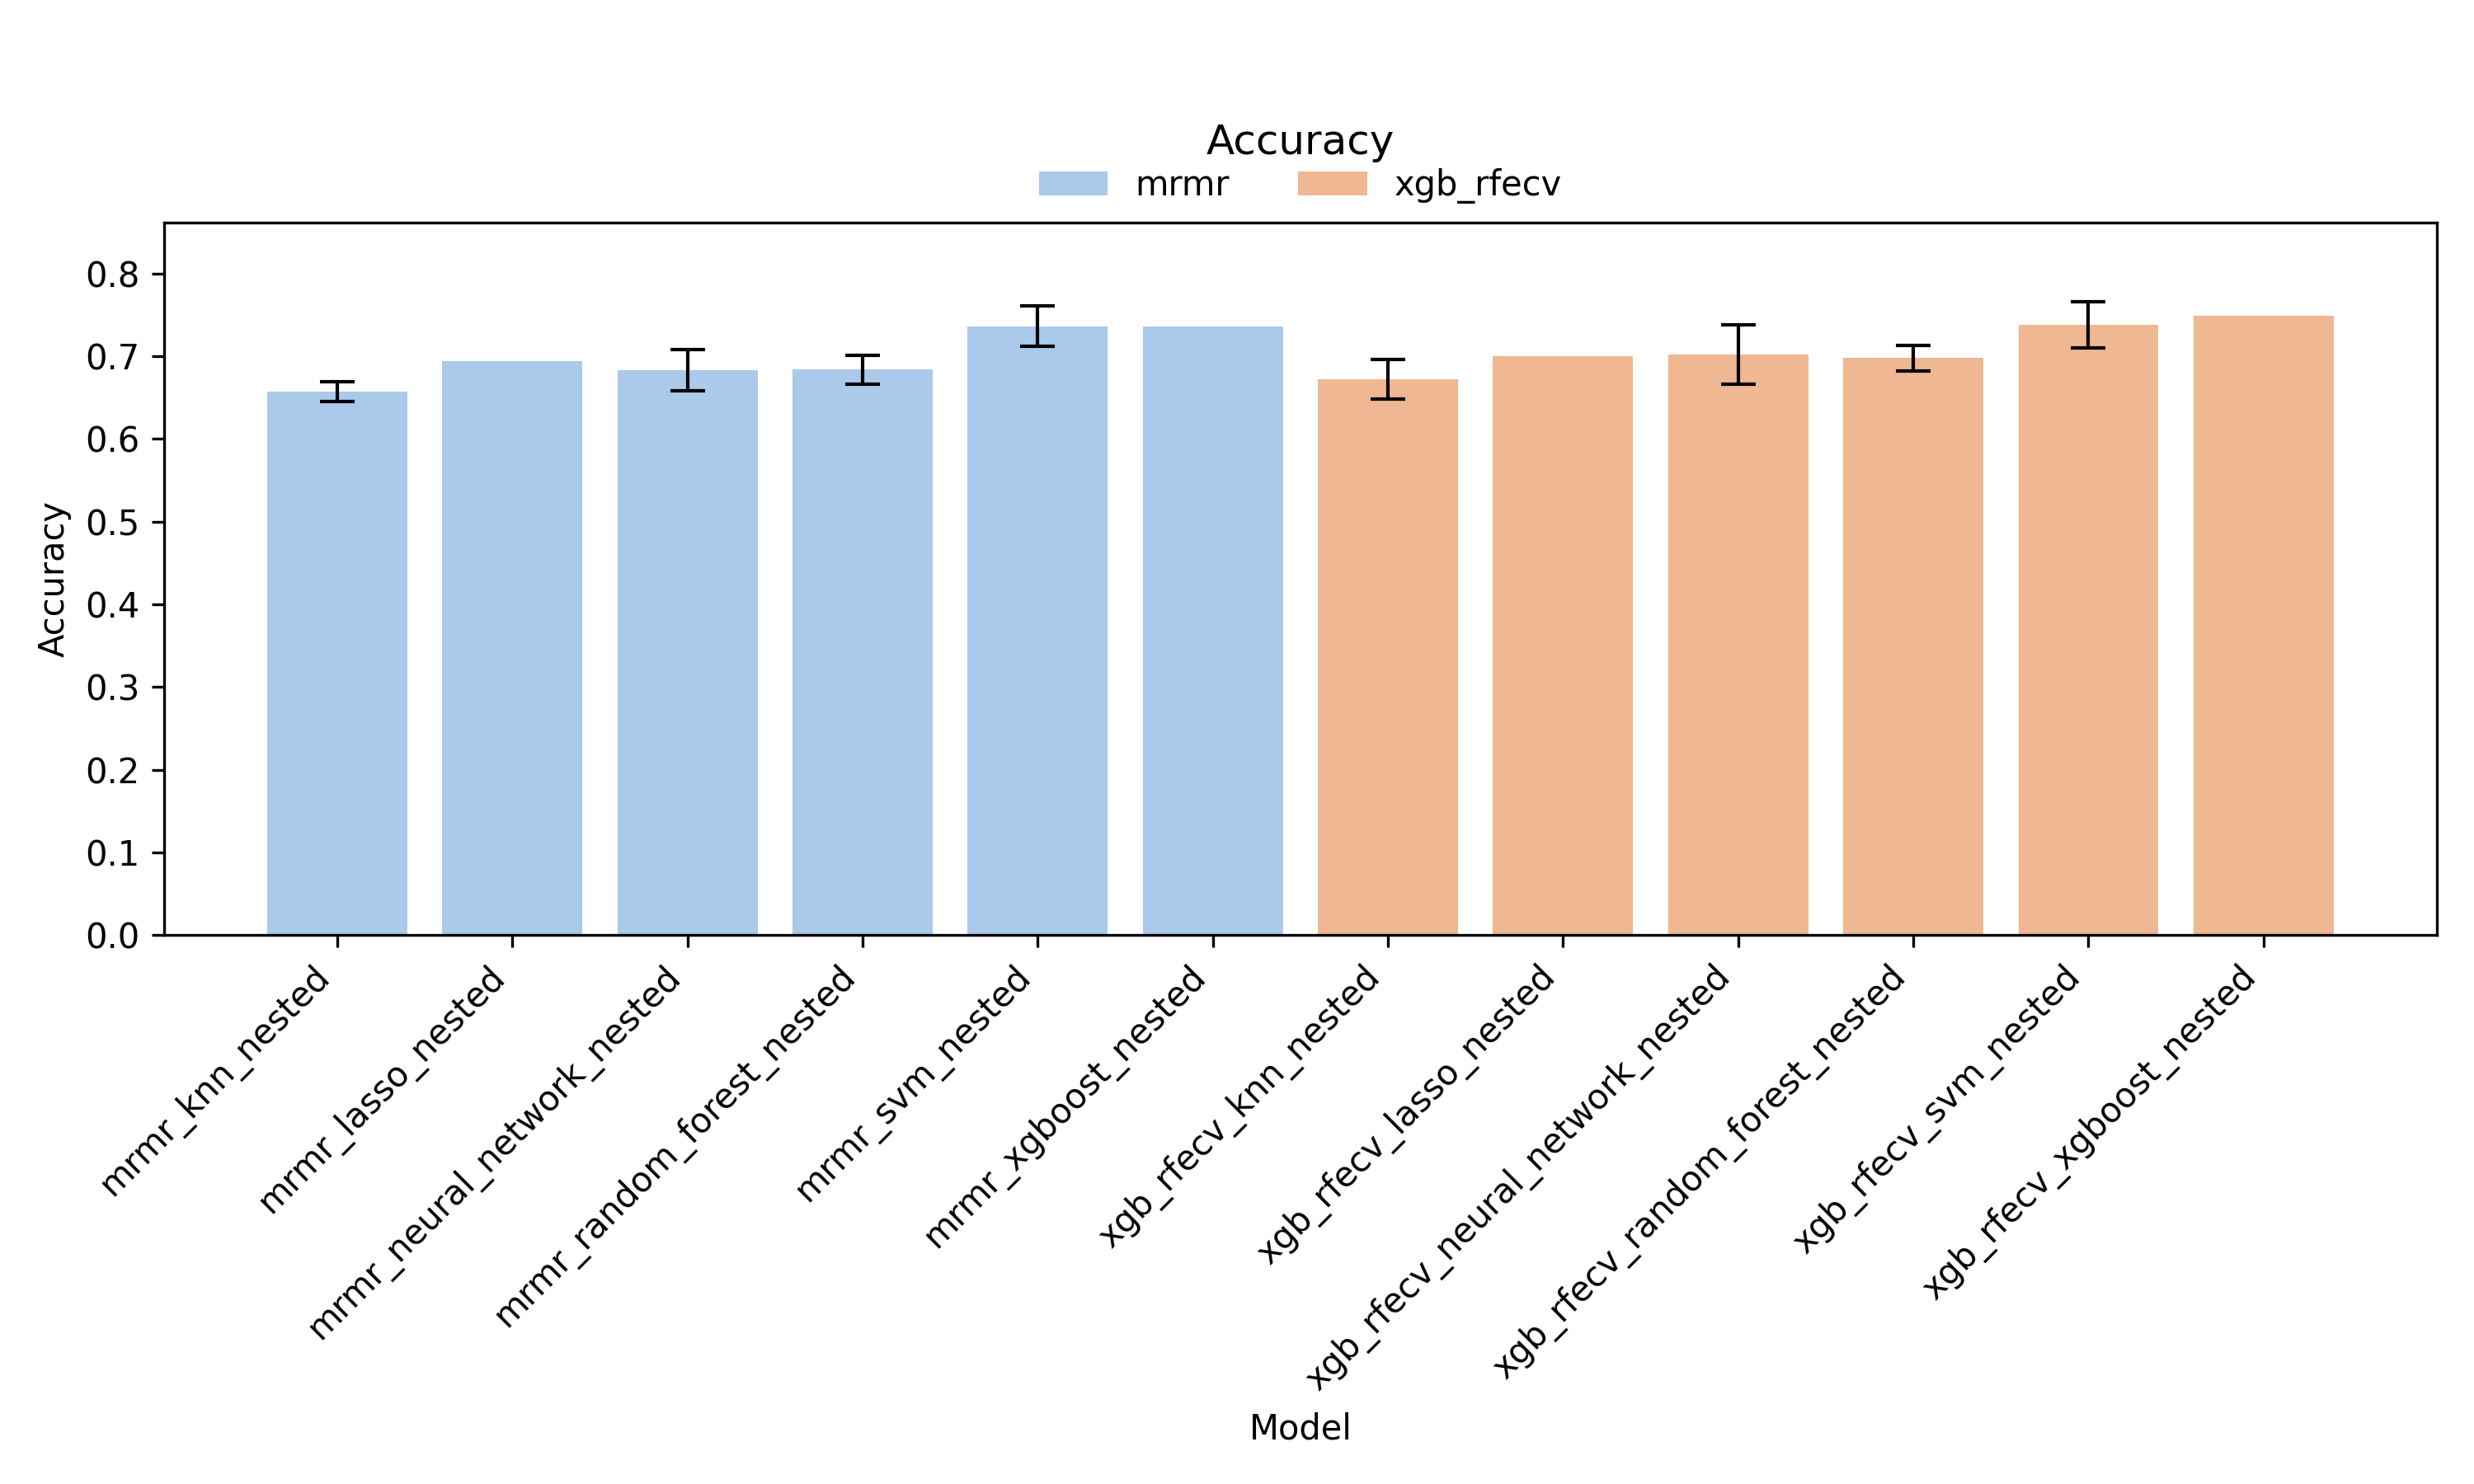 Accuracy
mrmr xgb_rfecv
Accuracy
0.8
0.7
0.6
0.5
0.4
0.3
0.2
0.1
0.0
mrmr_knn_nested
mrmr_lasso_nested
mrmr_neural_network_nested
mrmr_random_forest_nested
mrmr_svm_nested
mrmr_xgboost_nested
xgb_rfecv_knn_nested
xgb_rfecv_lasso_nested
xgb_rfecv_neural_network_nested
xgb_rfecv_random_forest_nested
xgb_rfecv_svm_nested
xgb_rfecv_xgboost_nested
Model